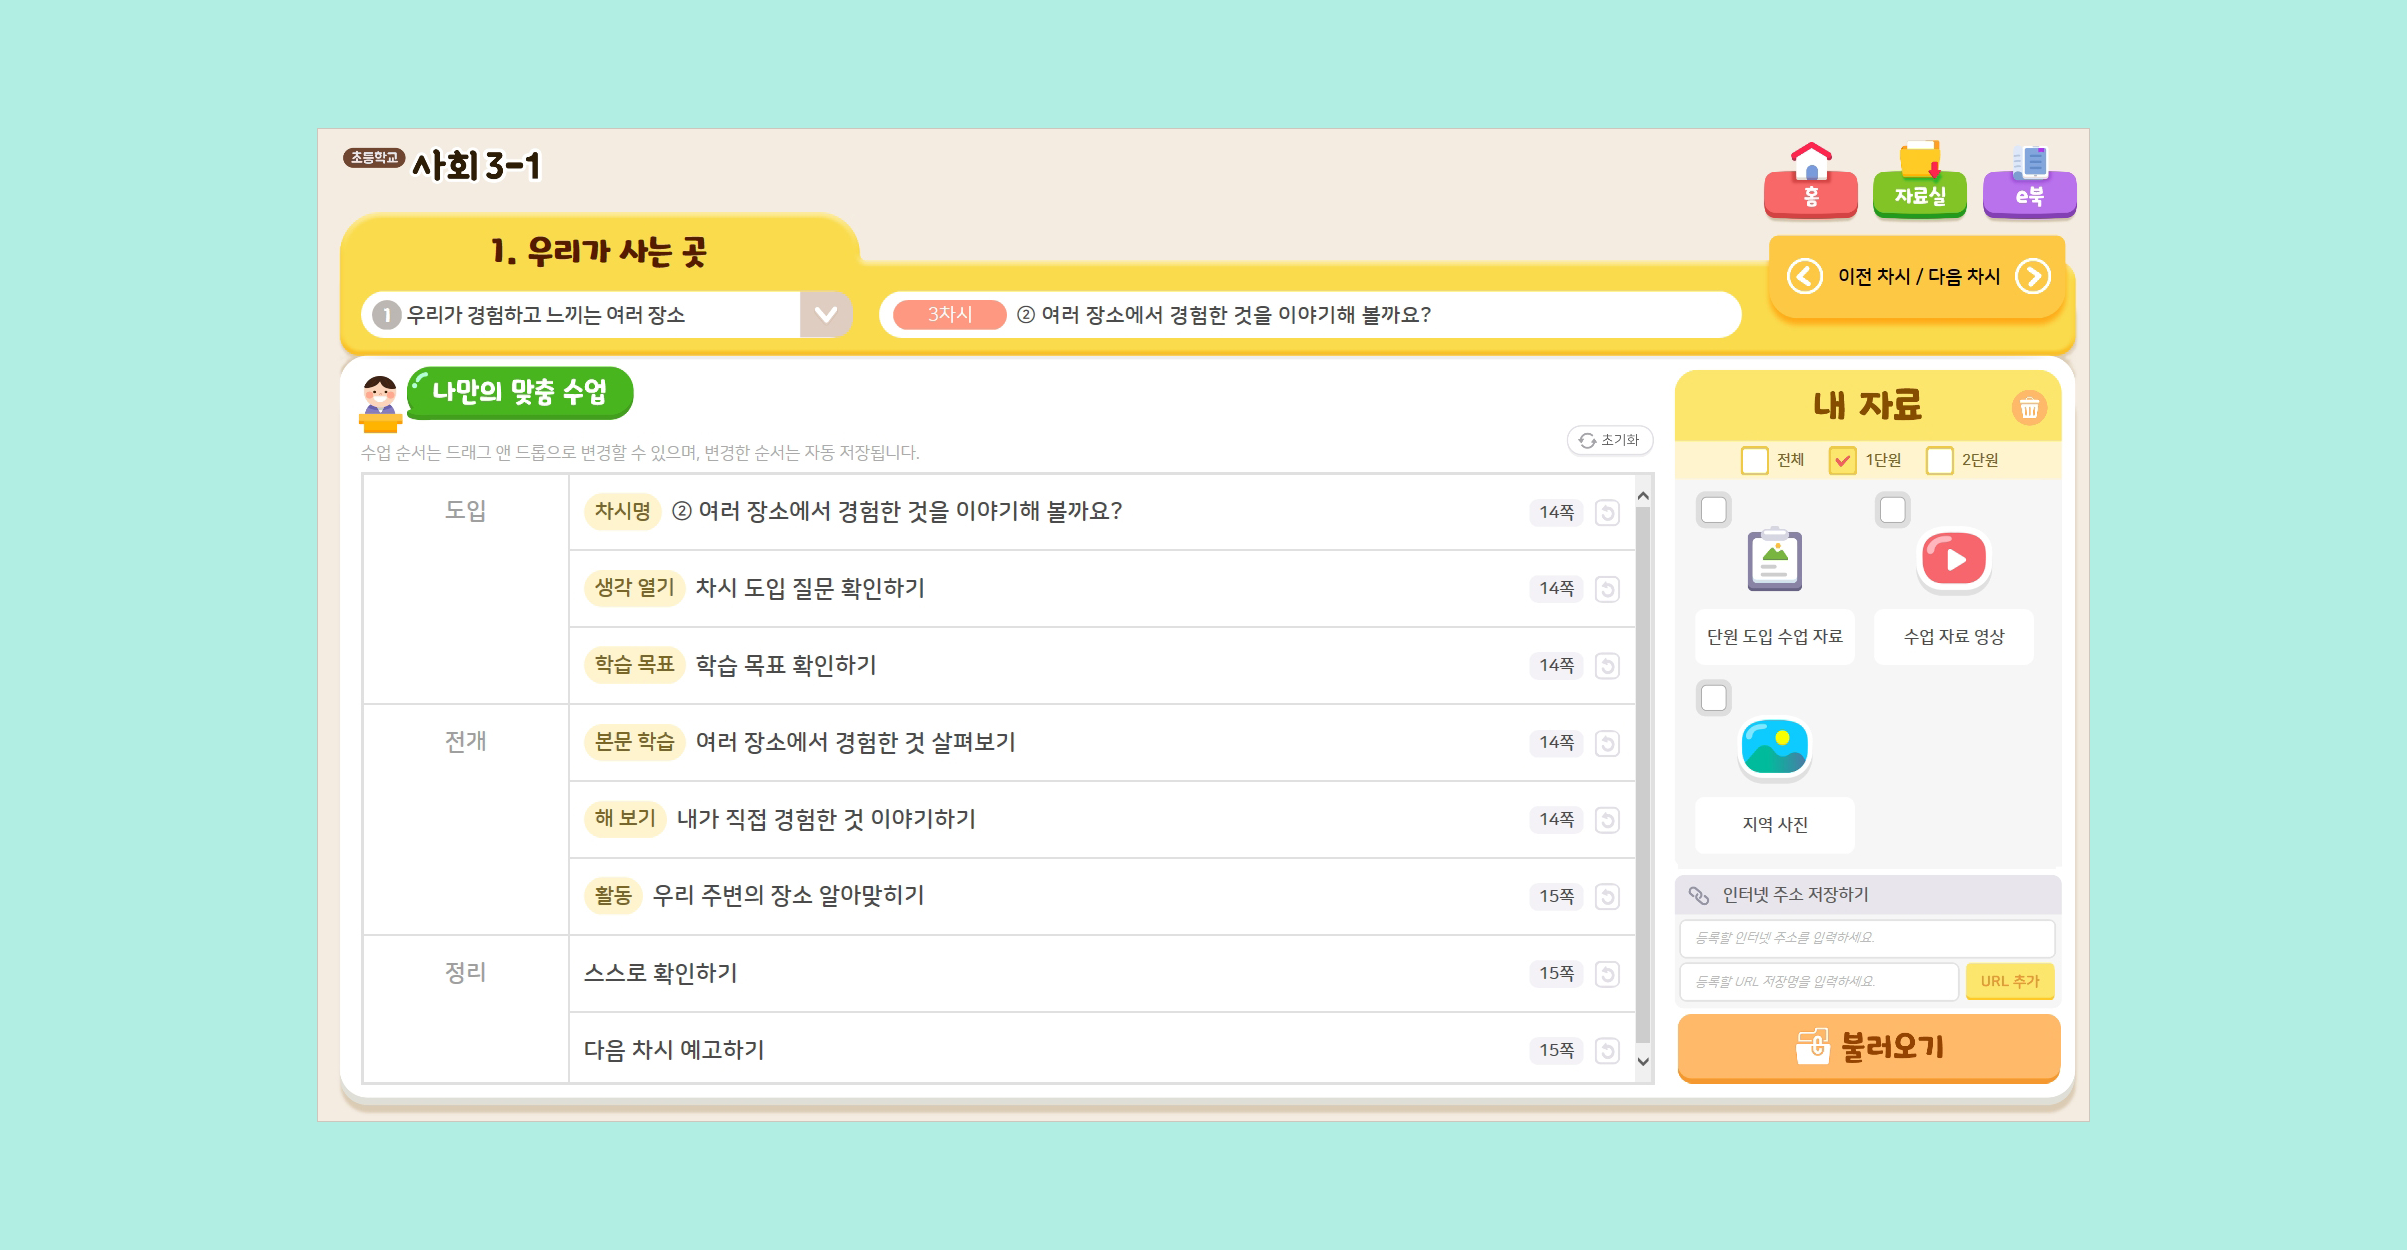 초등학교 사회 3-1
홈
자료실
e북
1. 우리가 사는 곳
이전 차시 / 다음 차시
1 우리가 경험하고 느끼는 여러 장소
3차시 ② 여러 장소에서 경험한 것을 이야기해 볼까요?
나만의 맞춤 수업
수업 순서는 드래그 앤 드롭으로 변경할 수 있으며, 변경한 순서는 자동 저장됩니다.
초기화
도입
차시명 ② 여러 장소에서 경험한 것을 이야기해 볼까요? 14쪽
생각 열기 차시 도입 질문 확인하기 14쪽
학습 목표 학습 목표 확인하기 14쪽
전개
본문 학습 여러 장소에서 경험한 것 살펴보기 14쪽
해 보기 내가 직접 경험한 것 이야기하기 14쪽
활동 우리 주변의 장소 알아맞히기 15쪽
정리
스스로 확인하기 15쪽
다음 차시 예고하기 15쪽
내 자료
전체 1단원 2단원
단원 도입 수업 자료
수업 자료 영상
지역 사진
인터넷 주소 저장하기
등록할 인터넷 주소를 입력하세요.
등록할 URL 저장명을 입력하세요.
URL 추가
불러오기